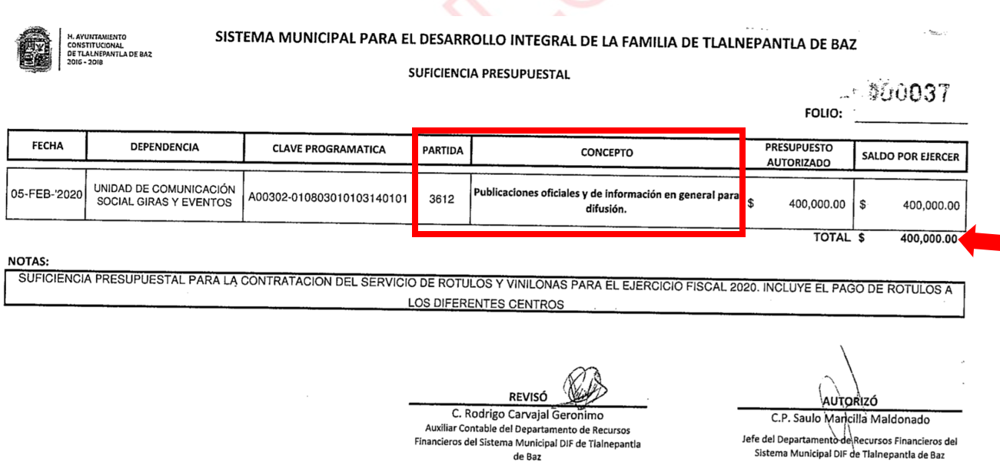 H. AYUNTAMIENTO
CONSTITUCIONAL
DE TLALNEPANTLA DE BAZ
2016 - 2018
SISTEMA MUNICIPAL PARA EL DESARROLLO INTEGRAL DE LA FAMILIA DE TLALNEPANTLA DE BAZ
SUFICIENCIA PRESUPUESTAL
FOLIO: 000037
FECHA DEPENDENCIA CLAVE PROGRAMATICA PARTIDA CONCEPTO PRESUPUESTO AUTORIZADO SALDO POR EJERCER
05-FEB-'2020 UNIDAD DE COMUNICACIÓN SOCIAL GIRAS Y EVENTOS A00302-010803010103140101 3612 Publicaciones oficiales y de información en general para difusión. $ 400,000.00 $ 400,000.00
TOTAL $ 400,000.00
NOTAS:
SUFICIENCIA PRESUPUESTAL PARA LA CONTRATACION DEL SERVICIO DE ROTULOS Y VINILONAS PARA EL EJERCICIO FISCAL 2020. INCLUYE EL PAGO DE ROTULOS A
LOS DIFERENTES CENTROS
REVISÓ
C. Rodrigo Carvajal Geronimo
Auxiliar Contable del Departamento de Recursos
Financieros del Sistema Municipal DIF de Tlalnepantla
de Baz
AUTORIZÓ
C.P. Saulo Mancilla Maldonado
Jefe del Departamento de Recursos Financieros del
Sistema Municipal DIF de Tlalnepantla de Baz